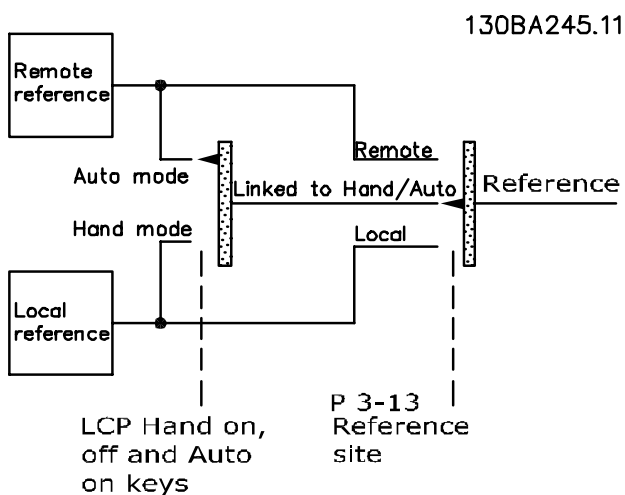 130BA245.11
Remote
reference
Remote
Auto mode
Linked to Hand/Auto
Reference
Hand mode
Local
Local
reference
LCP Hand on,
off and Auto
on keys
P 3-13
Reference
site